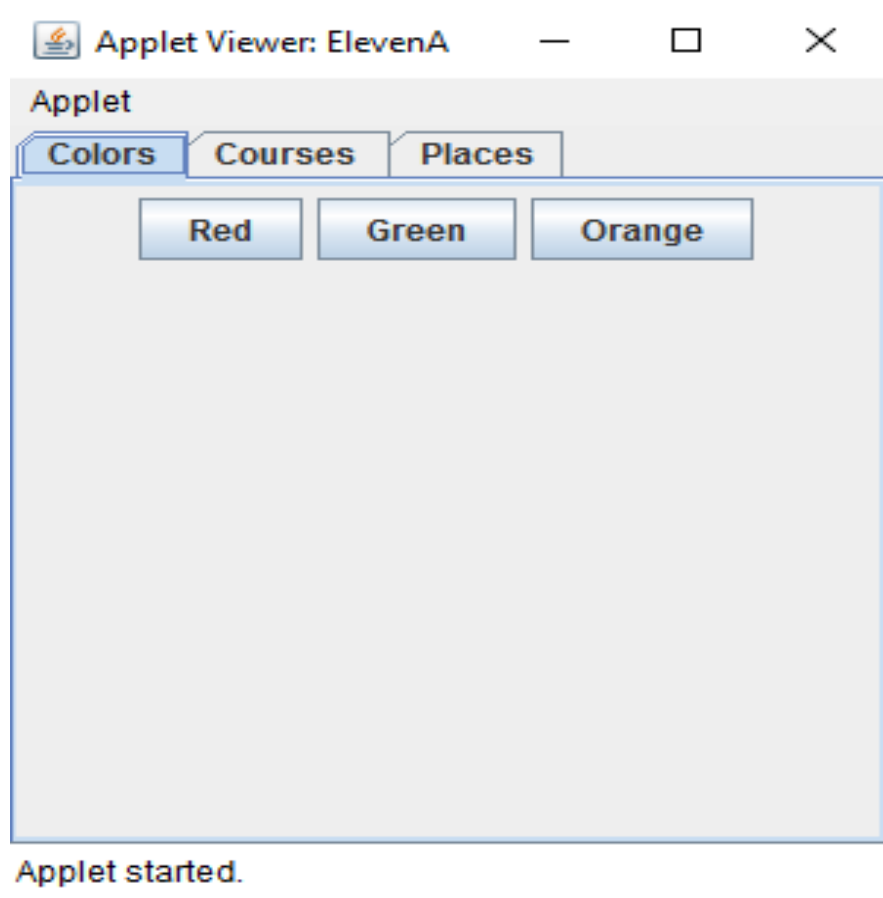 Applet Viewer: ElevenA
Applet
Colors Courses Places
Red Green Orange
Applet started.